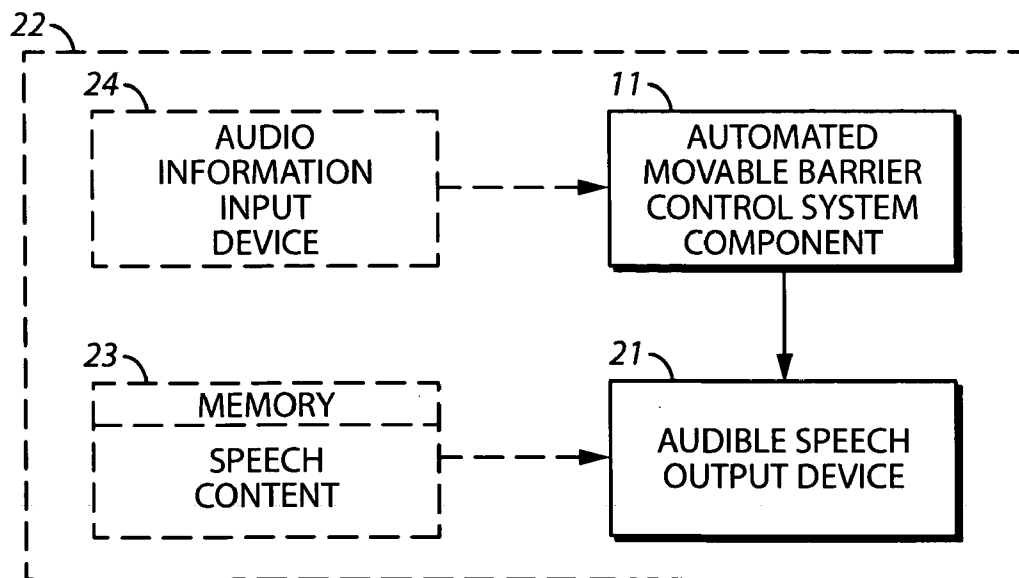 22
24
AUDIO
INFORMATION
INPUT
DEVICE
11
AUTOMATED
MOVABLE BARRIER
CONTROL SYSTEM
COMPONENT
23
MEMORY
SPEECH
CONTENT
21
AUDIBLE SPEECH
OUTPUT DEVICE